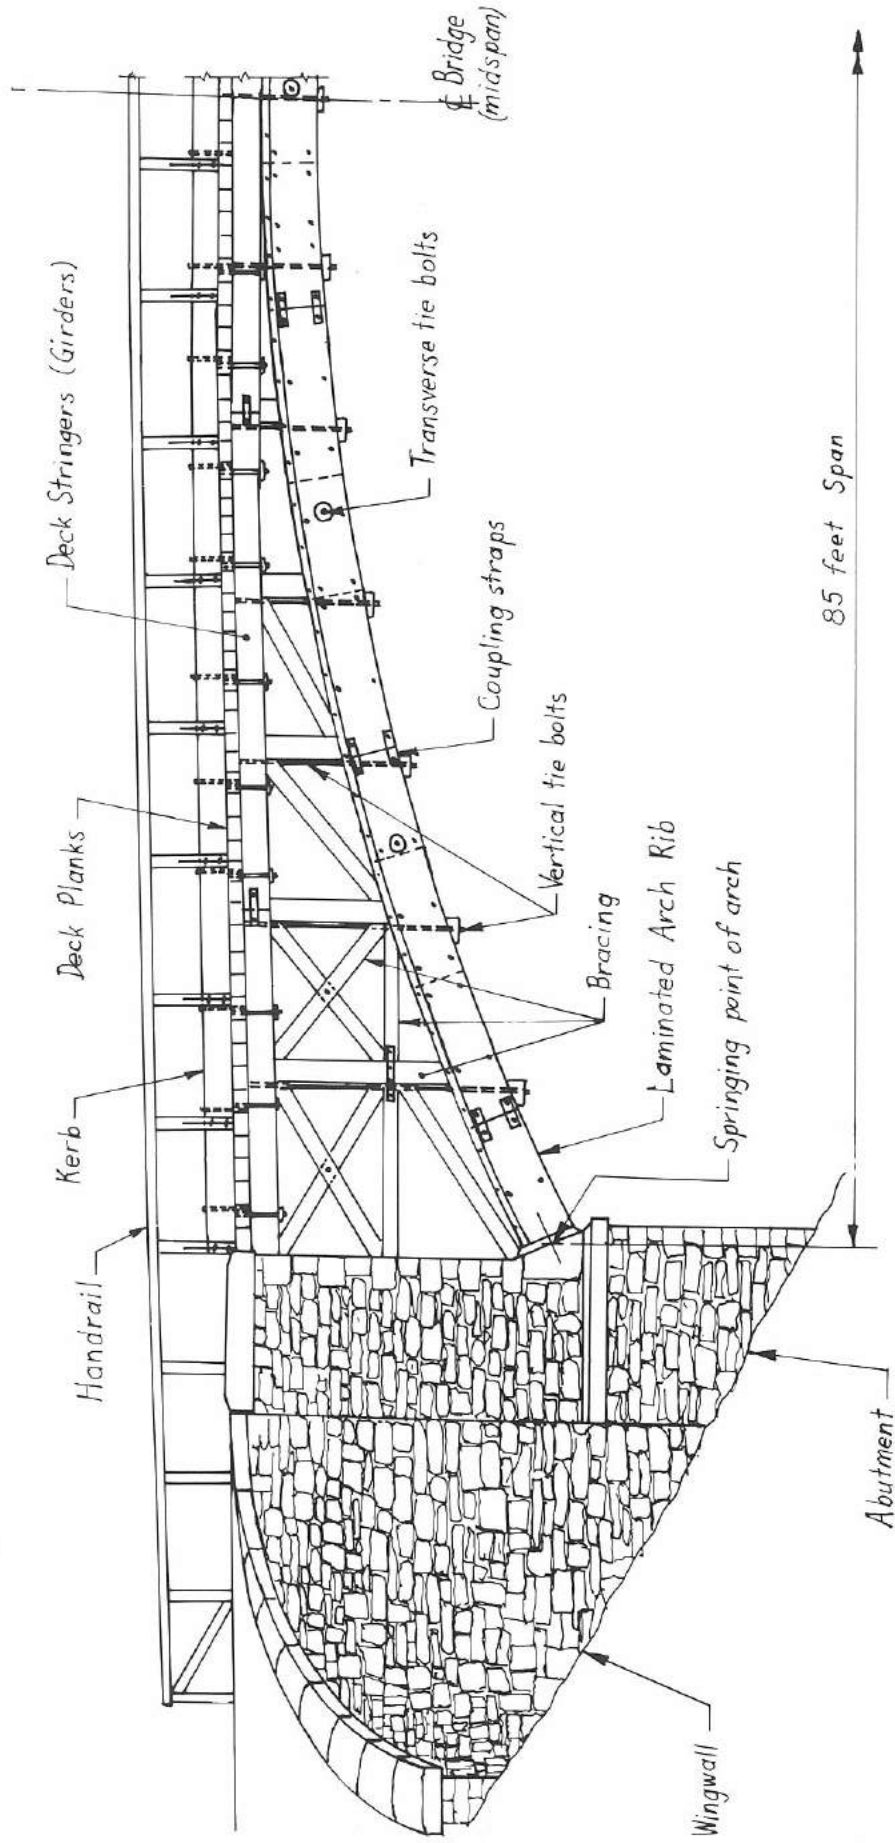 Handrail
Kerb
Deck Planks
Deck Stringers (Girders)
℄ Bridge
(midspan)
Transverse tie bolts
Coupling straps
Vertical tie bolts
Bracing
Laminated Arch Rib
Springing point of arch
85 feet Span
Abutment
Wingwall